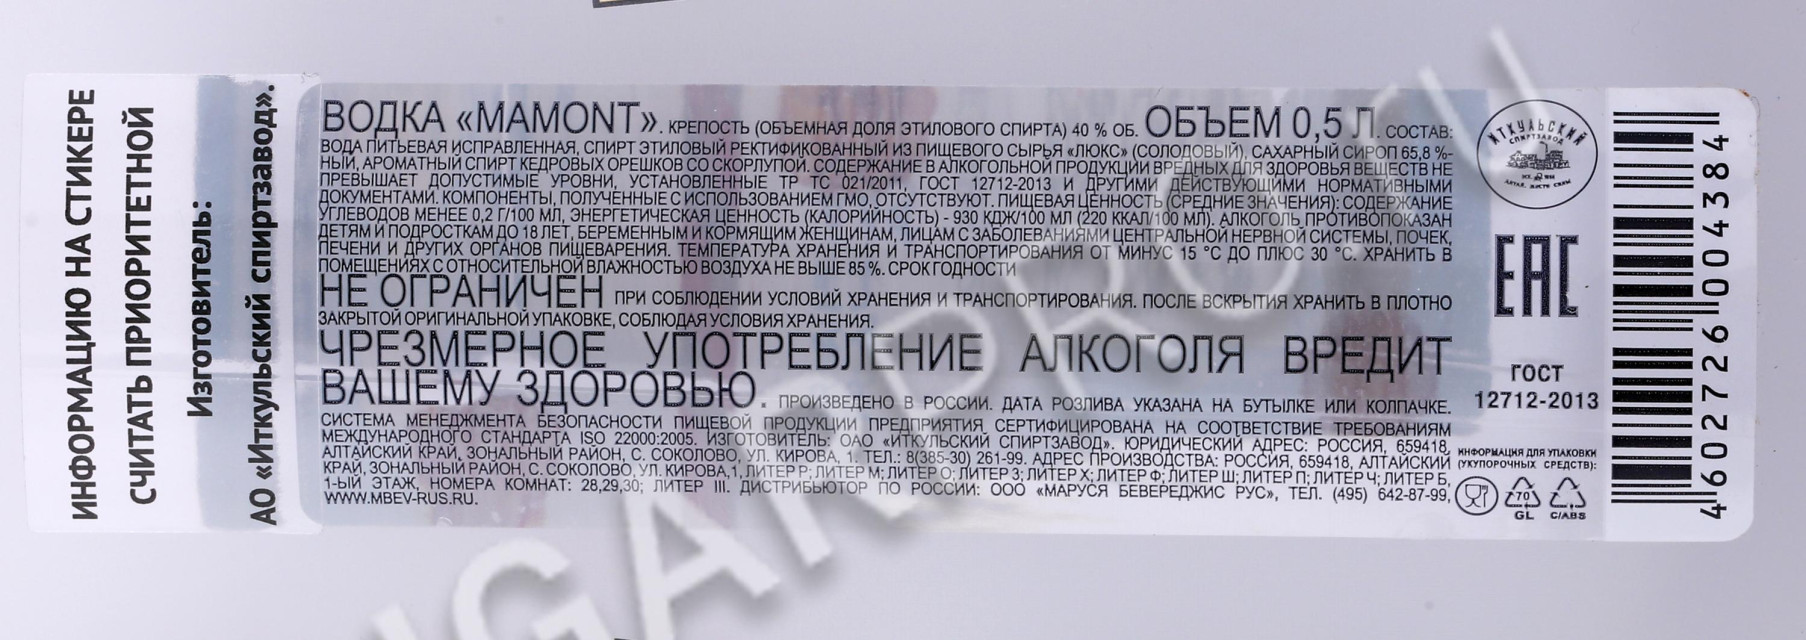 ИНФОРМАЦИЮ НА СТИКЕРЕ
СЧИТАТЬ ПРИОРИТЕТНОЙ
Изготовитель:
АО «Иткульский спиртзавод».
ВОДКА «MAMONT». КРЕПОСТЬ (ОБЪЕМНАЯ ДОЛЯ ЭТИЛОВОГО СПИРТА) 40 % ОБ. ОБЪЕМ 0,5 Л. СОСТАВ:
ВОДА ПИТЬЕВАЯ ИСПРАВЛЕННАЯ, СПИРТ ЭТИЛОВЫЙ РЕКТИФИКОВАННЫЙ ИЗ ПИЩЕВОГО СЫРЬЯ «ЛЮКС» (СОЛОДОВЫЙ), САХАРНЫЙ СИРОП 65,8 %-
НЫЙ, АРОМАТНЫЙ СПИРТ КЕДРОВЫХ ОРЕШКОВ СО СКОРЛУПОЙ. СОДЕРЖАНИЕ В АЛКОГОЛЬНОЙ ПРОДУКЦИИ ВРЕДНЫХ ДЛЯ ЗДОРОВЬЯ ВЕЩЕСТВ НЕ
ПРЕВЫШАЕТ ДОПУСТИМЫЕ УРОВНИ, УСТАНОВЛЕННЫЕ ТР ТС 021/2011, ГОСТ 12712-2013 И ДРУГИМИ ДЕЙСТВУЮЩИМИ НОРМАТИВНЫМИ
ДОКУМЕНТАМИ. КОМПОНЕНТЫ, ПОЛУЧЕННЫЕ С ИСПОЛЬЗОВАНИЕМ ГМО, ОТСУТСТВУЮТ. ПИЩЕВАЯ ЦЕННОСТЬ (СРЕДНИЕ ЗНАЧЕНИЯ): СОДЕРЖАНИЕ
УГЛЕВОДОВ МЕНЕЕ 0,2 Г/100 МЛ, ЭНЕРГЕТИЧЕСКАЯ ЦЕННОСТЬ (КАЛОРИЙНОСТЬ) - 930 КДЖ/100 МЛ (220 ККАЛ/100 МЛ). АЛКОГОЛЬ ПРОТИВОПОКАЗАН
ДЕТЯМ И ПОДРОСТКАМ ДО 18 ЛЕТ, БЕРЕМЕННЫМ И КОРМЯЩИМ ЖЕНЩИНАМ, ЛИЦАМ С ЗАБОЛЕВАНИЯМИ ЦЕНТРАЛЬНОЙ НЕРВНОЙ СИСТЕМЫ, ПОЧЕК,
ПЕЧЕНИ И ДРУГИХ ОРГАНОВ ПИЩЕВАРЕНИЯ. ТЕМПЕРАТУРА ХРАНЕНИЯ И ТРАНСПОРТИРОВАНИЯ ОТ МИНУС 15 °С ДО ПЛЮС 30 °С. ХРАНИТЬ В
ПОМЕЩЕНИЯХ С ОТНОСИТЕЛЬНОЙ ВЛАЖНОСТЬЮ ВОЗДУХА НЕ ВЫШЕ 85 %. СРОК ГОДНОСТИ
НЕ ОГРАНИЧЕН ПРИ СОБЛЮДЕНИИ УСЛОВИЙ ХРАНЕНИЯ И ТРАНСПОРТИРОВАНИЯ. ПОСЛЕ ВСКРЫТИЯ ХРАНИТЬ В ПЛОТНО
ЗАКРЫТОЙ ОРИГИНАЛЬНОЙ УПАКОВКЕ, СОБЛЮДАЯ УСЛОВИЯ ХРАНЕНИЯ.
ЧРЕЗМЕРНОЕ УПОТРЕБЛЕНИЕ АЛКОГОЛЯ ВРЕДИТ
ВАШЕМУ ЗДОРОВЬЮ. ПРОИЗВЕДЕНО В РОССИИ. ДАТА РОЗЛИВА УКАЗАНА НА БУТЫЛКЕ ИЛИ КОЛПАЧКЕ.
СИСТЕМА МЕНЕДЖМЕНТА БЕЗОПАСНОСТИ ПИЩЕВОЙ ПРОДУКЦИИ ПРЕДПРИЯТИЯ СЕРТИФИЦИРОВАНА НА СООТВЕТСТВИЕ ТРЕБОВАНИЯМ
МЕЖДУНАРОДНОГО СТАНДАРТА ISO 22000:2005. ИЗГОТОВИТЕЛЬ: ОАО «ИТКУЛЬСКИЙ СПИРТЗАВОД». ЮРИДИЧЕСКИЙ АДРЕС: РОССИЯ, 659418,
АЛТАЙСКИЙ КРАЙ, ЗОНАЛЬНЫЙ РАЙОН, С. СОКОЛОВО, УЛ. КИРОВА, 1. ТЕЛ.: 8(385-30) 261-99. АДРЕС ПРОИЗВОДСТВА: РОССИЯ, 659418, АЛТАЙСКИЙ
КРАЙ, ЗОНАЛЬНЫЙ РАЙОН, С. СОКОЛОВО, УЛ. КИРОВА,1, ЛИТЕР Р; ЛИТЕР М; ЛИТЕР О; ЛИТЕР З; ЛИТЕР Х; ЛИТЕР Ф; ЛИТЕР Ш; ЛИТЕР П; ЛИТЕР Ч; ЛИТЕР Б,
1-ЫЙ ЭТАЖ, НОМЕРА КОМНАТ: 28,29,30; ЛИТЕР III. ДИСТРИБЬЮТОР ПО РОССИИ: ООО «МАРУСЯ БЕВЕРЕДЖИС РУС», ТЕЛ. (495) 642-87-99,
WWW.MBEV-RUS.RU.
ИТКУЛЬСКИЙ
СПИРТЗАВОД
EAC
ГОСТ
12712-2013
ИНФОРМАЦИЯ ДЛЯ УПАКОВКИ
(УКУПОРОЧНЫХ СРЕДСТВ):
70
GL
C/ABS
4 602726 004384